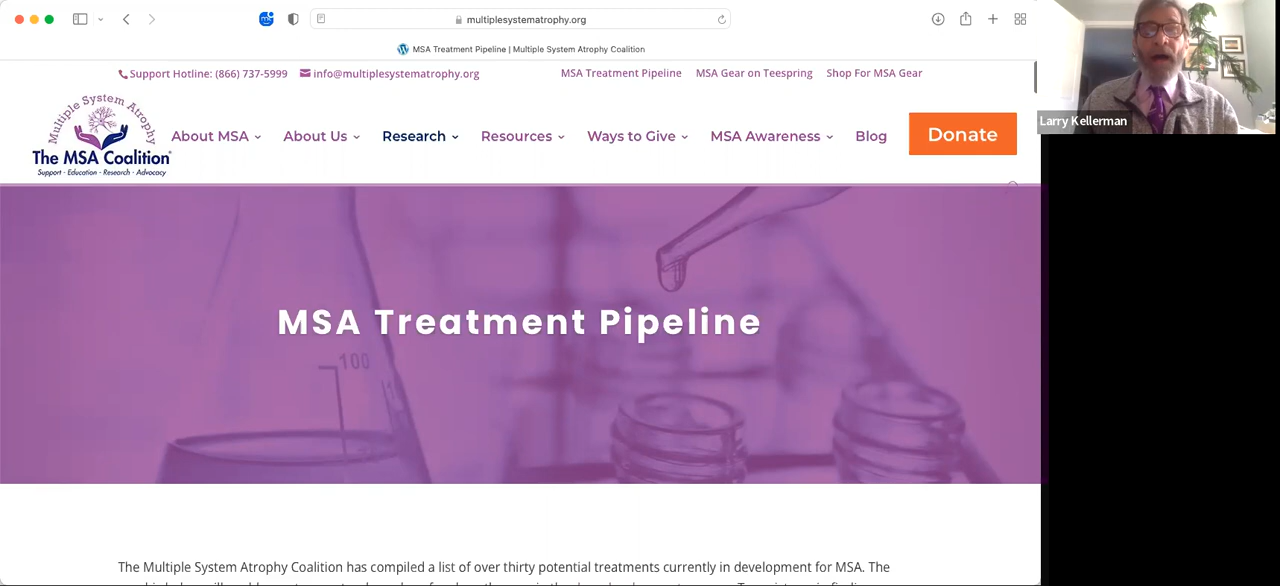 multiplesystematrophy.org
MSA Treatment Pipeline | Multiple System Atrophy Coalition
Support Hotline: (866) 737-5999 info@multiplesystematrophy.org MSA Treatment Pipeline MSA Gear on Teespring Shop For MSA Gear
Multiple System Atrophy
The MSA Coalition®
Support · Education · Research · Advocacy
About MSA About Us Research Resources Ways to Give MSA Awareness Blog Donate
Larry Kellerman
MSA Treatment Pipeline
100
The Multiple System Atrophy Coalition has compiled a list of over thirty potential treatments currently in development for MSA. The